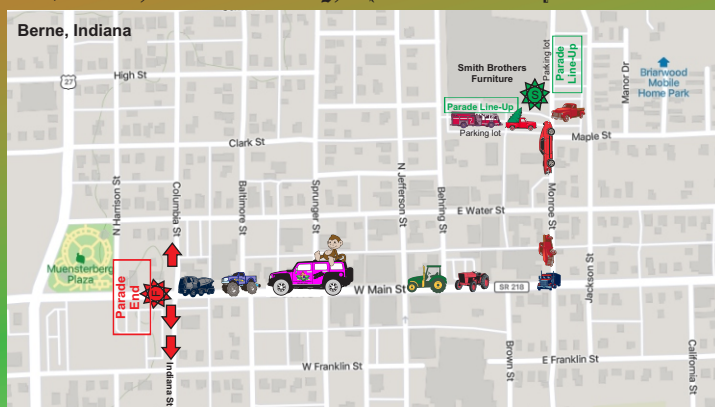 Berne, Indiana
27
High St
Smith Brothers
Furniture
Parking lot
Parade
Line-Up
Manor Dr
Briarwood
Mobile
Home Park
S
Parade Line-Up
Parking lot
Maple St
Clark St
N Harrison St
Columbia St
Baltimore St
Sprunger St
N Jefferson St
Behring St
Monroe St
E Water St
Muensterberg
Plaza
Parade
End
F
W Main St
SR 218
Jackson St
W Franklin St
E Franklin St
Indiana St
Brown St
California St